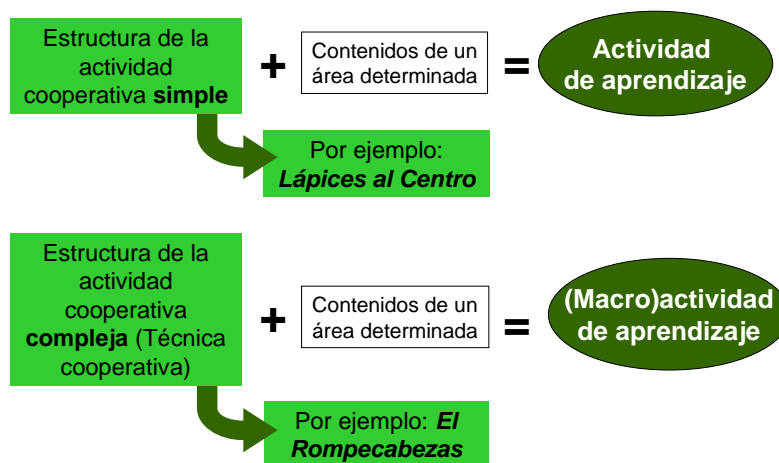 Estructura de la
actividad
cooperativa simple
+
Contenidos de un
área determinada
=
Actividad
de aprendizaje
Por ejemplo:
Lápices al Centro
Estructura de la
actividad
cooperativa
compleja (Técnica
cooperativa)
+
Contenidos de un
área determinada
=
(Macro)actividad
de aprendizaje
Por ejemplo: El
Rompecabezas